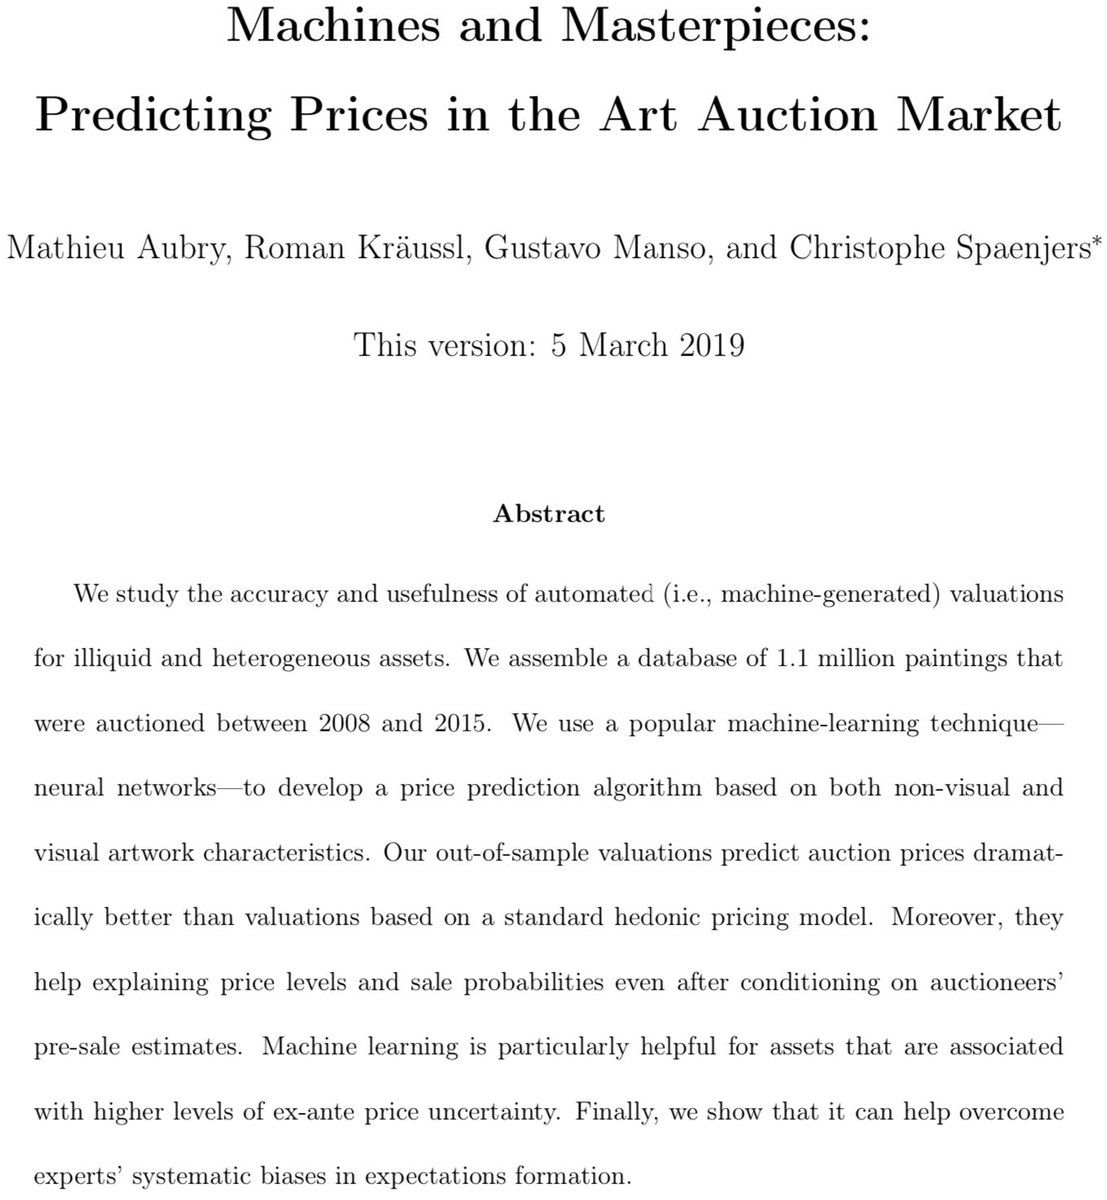 Machines and Masterpieces:
Predicting Prices in the Art Auction Market
Mathieu Aubry, Roman Kräussl, Gustavo Manso, and Christophe Spaenjers*
This version: 5 March 2019
Abstract
We study the accuracy and usefulness of automated (i.e., machine-generated) valuations
for illiquid and heterogeneous assets. We assemble a database of 1.1 million paintings that
were auctioned between 2008 and 2015. We use a popular machine-learning technique—
neural networks—to develop a price prediction algorithm based on both non-visual and
visual artwork characteristics. Our out-of-sample valuations predict auction prices dramat-
ically better than valuations based on a standard hedonic pricing model. Moreover, they
help explaining price levels and sale probabilities even after conditioning on auctioneers'
pre-sale estimates. Machine learning is particularly helpful for assets that are associated
with higher levels of ex-ante price uncertainty. Finally, we show that it can help overcome
experts' systematic biases in expectations formation.